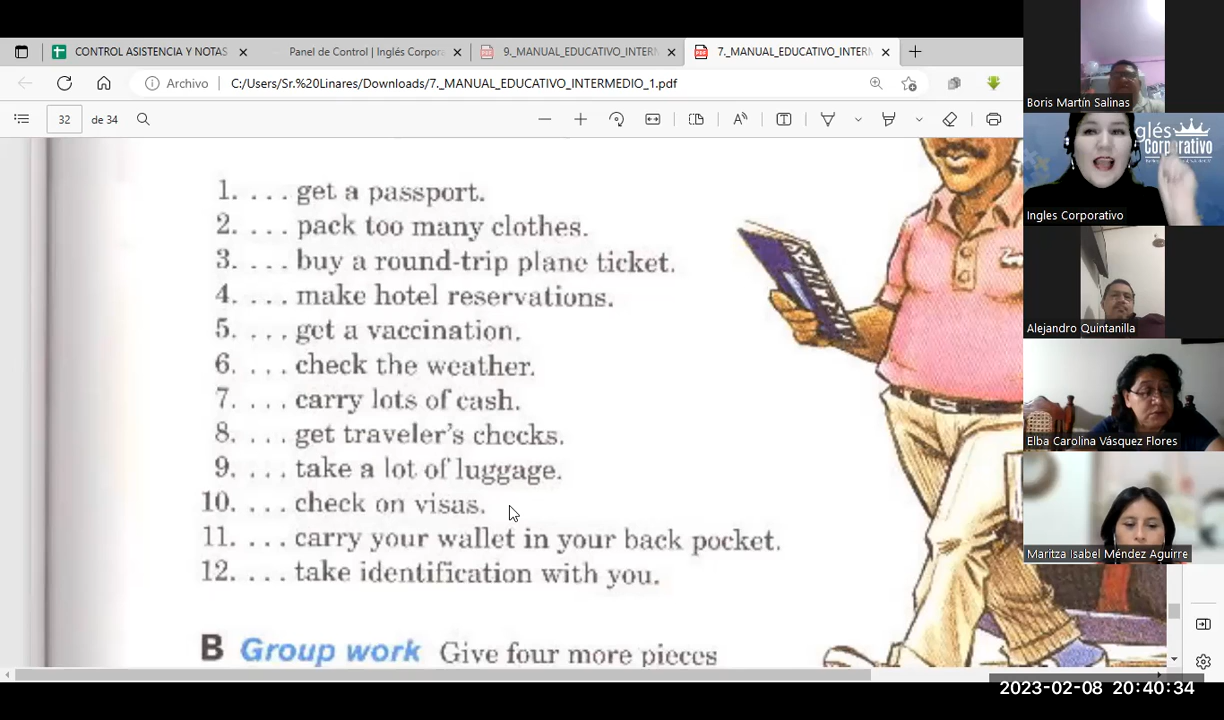 CONTROL ASISTENCIA Y NOTAS
Panel de Control | Inglés Corpora
9._MANUAL_EDUCATIVO_INTERM
7._MANUAL_EDUCATIVO_INTERM
Archivo
C:/Users/Sr.%20Linares/Downloads/7._MANUAL_EDUCATIVO_INTERMEDIO_1.pdf
32 de 34
1. . . . get a passport.
2. . . . pack too many clothes.
3. . . . buy a round-trip plane ticket.
4. . . . make hotel reservations.
5. . . . get a vaccination.
6. . . . check the weather.
7. . . . carry lots of cash.
8. . . . get traveler's checks.
9. . . . take a lot of luggage.
10. . . . check on visas.
11. . . . carry your wallet in your back pocket.
12. . . . take identification with you.
B Group work Give four more pieces
Boris Martín Salinas
glés
Corporativo
Ingles Corporativo
Alejandro Quintanilla
Elba Carolina Vásquez Flores
Maritza Isabel Méndez Aguirre
2023-02-08 20:40:34